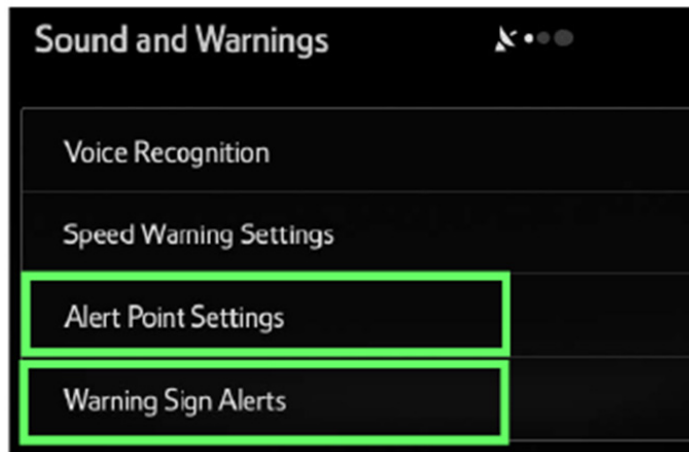 Sound and Warnings
Voice Recognition
Speed Warning Settings
Alert Point Settings
Warning Sign Alerts